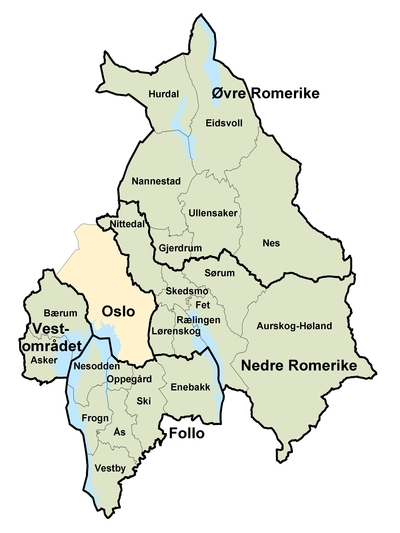 Hurdal
Øvre Romerike
Eidsvoll
Nannestad
Ullensaker
Nittedal
Gjerdrum
Nes
Sørum
Skedsmo
Fet
Bærum
Oslo
Rælingen
Lørenskog
Aurskog-Høland
Vest-
området
Asker
Nesodden
Nedre Romerike
Oppegård
Enebakk
Ski
Frogn
Ås
Follo
Vestby